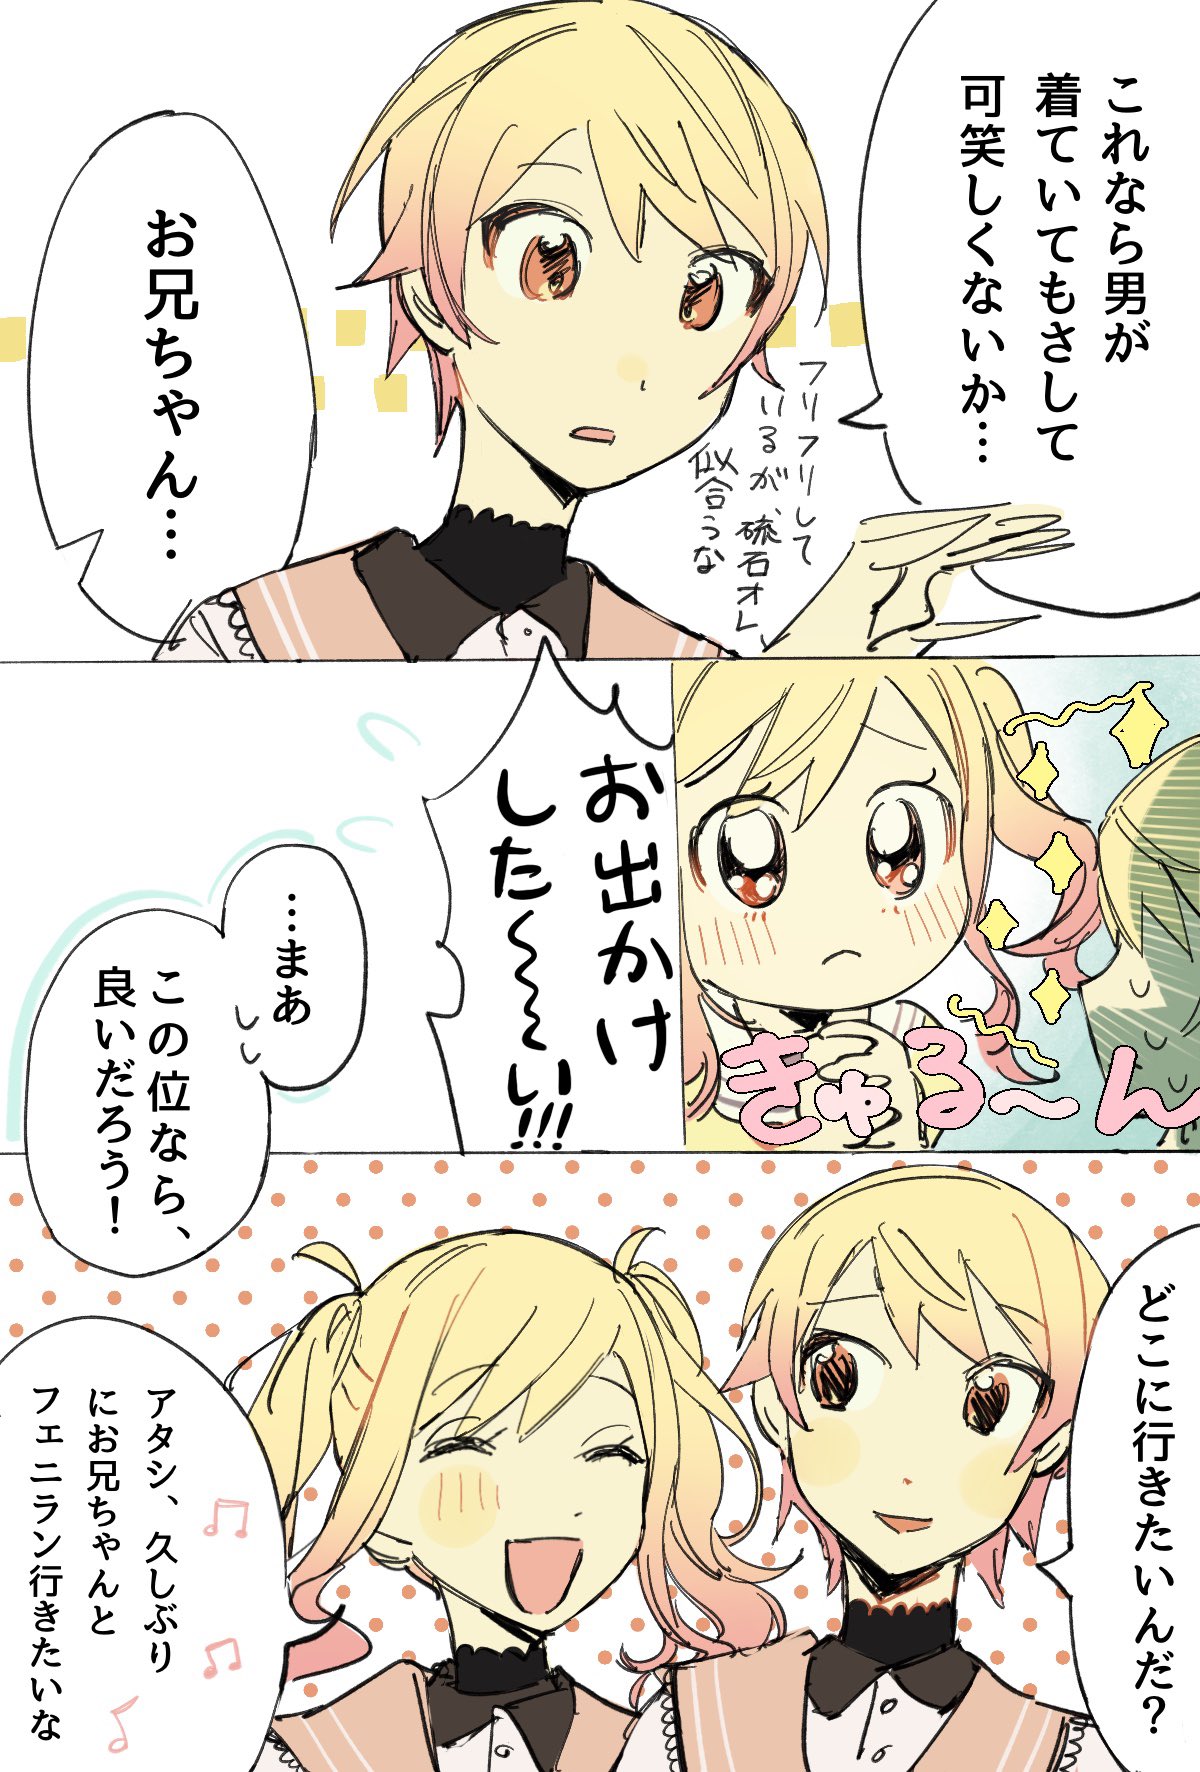 これなら男が
着ていてもさして
可笑しくないか…
フリフリして
いるが、流石オレ、
似合うな
お兄ちゃん…
きゅる〜ん
お出かけ
した〜〜い!!!
…まあ
この位なら、
良いだろう！
どこに行きたいんだ？
アタシ、久しぶり
にお兄ちゃんと
フェニラン行きたいな